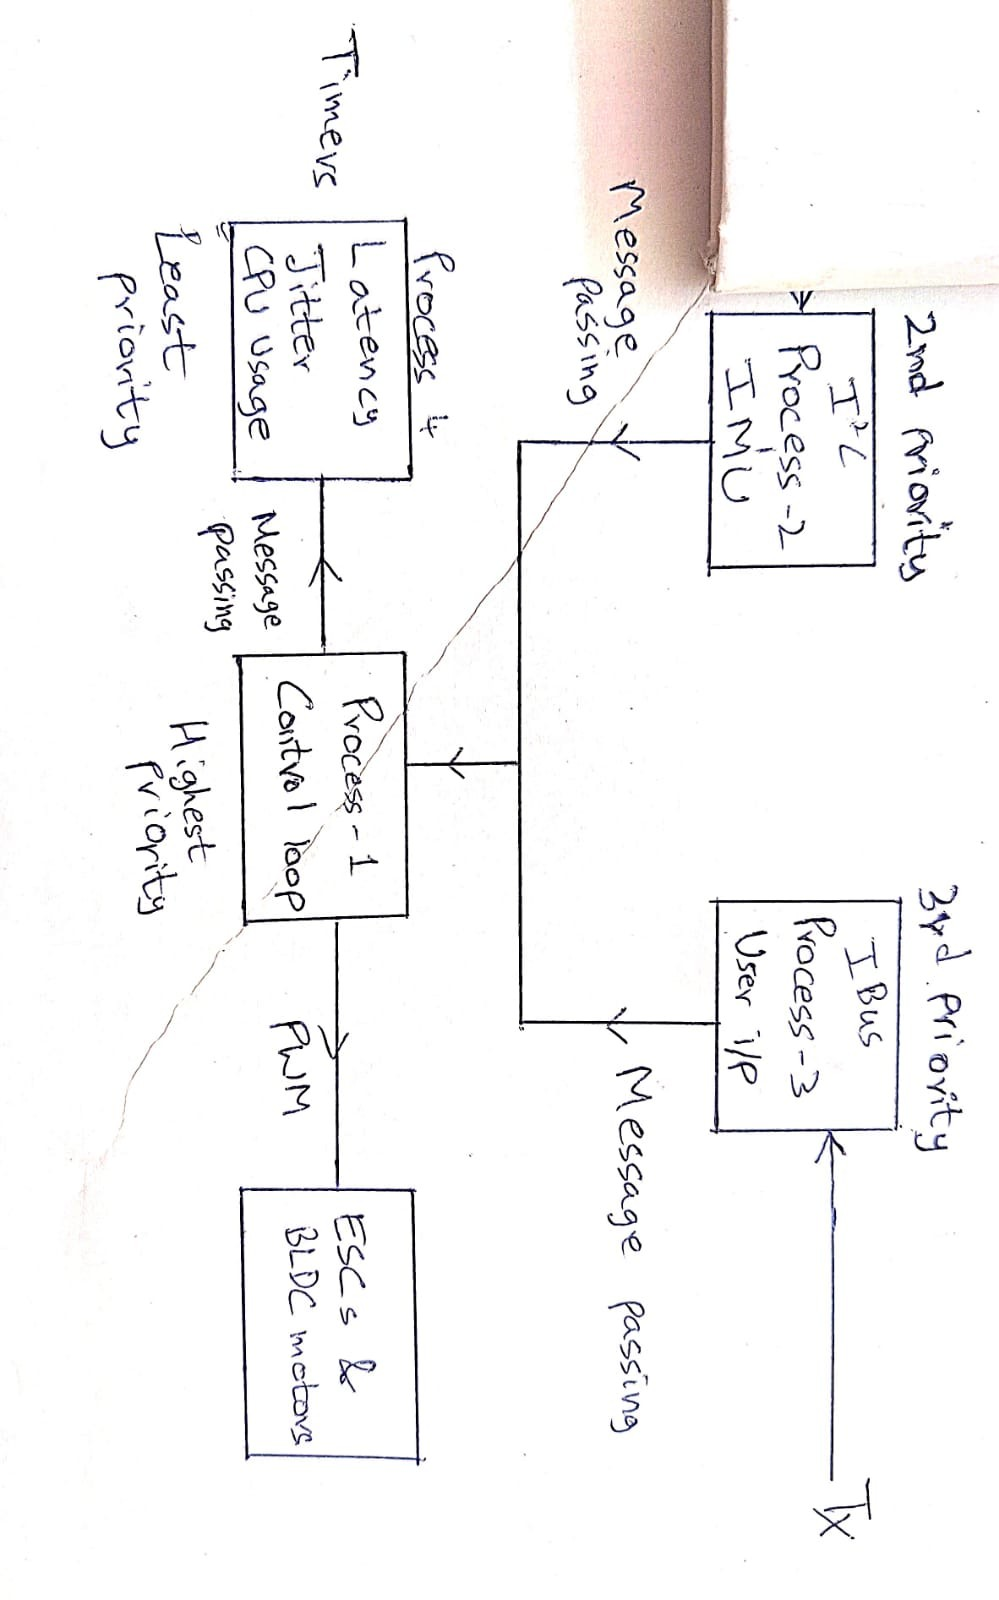 2nd Priority
I²C
Process-2
IMU
3rd Priority
IBus
Process-3
User i/p
Tx
Message
Passing
Message passing
Process 4
Latency
Jitter
CPU Usage
Timers
Least
Priority
Message
Passing
Process-1
Control loop
Highest
Priority
PWM
ESCs &
BLDC motors